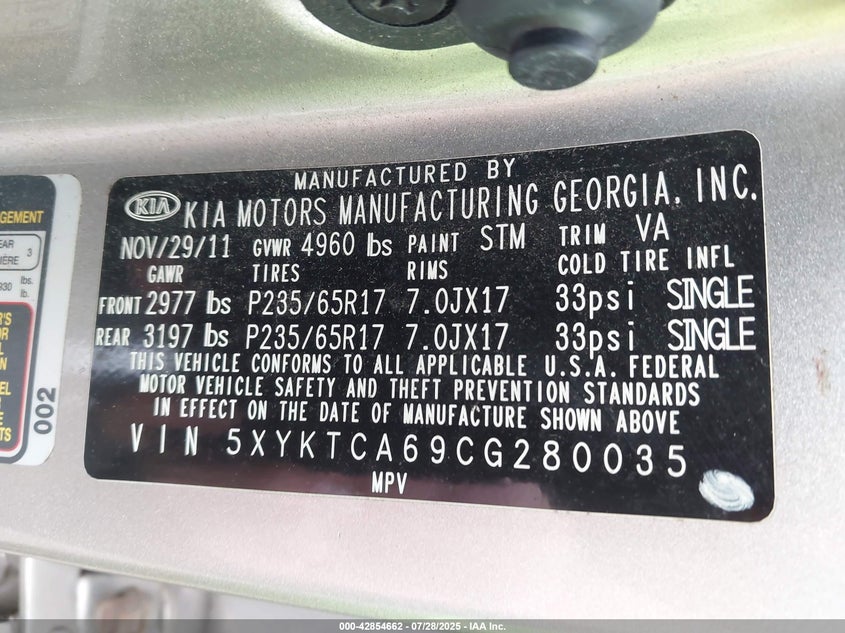 MANUFACTURED BY
KIA KIA MOTORS MANUFACTURING GEORGIA, INC.
NOV/29/11 GVWR 4960 lbs PAINT STM TRIM VA
GAWR TIRES RIMS COLD TIRE INFL
FRONT 2977 lbs P235/65R17 7.0JX17 33psi SINGLE
REAR 3197 lbs P235/65R17 7.0JX17 33psi SINGLE
THIS VEHICLE CONFORMS TO ALL APPLICABLE U.S.A. FEDERAL
MOTOR VEHICLE SAFETY AND THEFT PREVENTION STANDARDS
IN EFFECT ON THE DATE OF MANUFACTURE SHOWN ABOVE
VIN 5XYKTCA69CG280035
MPV
002
000-42854662 / 07/28/2025 - IAA Inc.